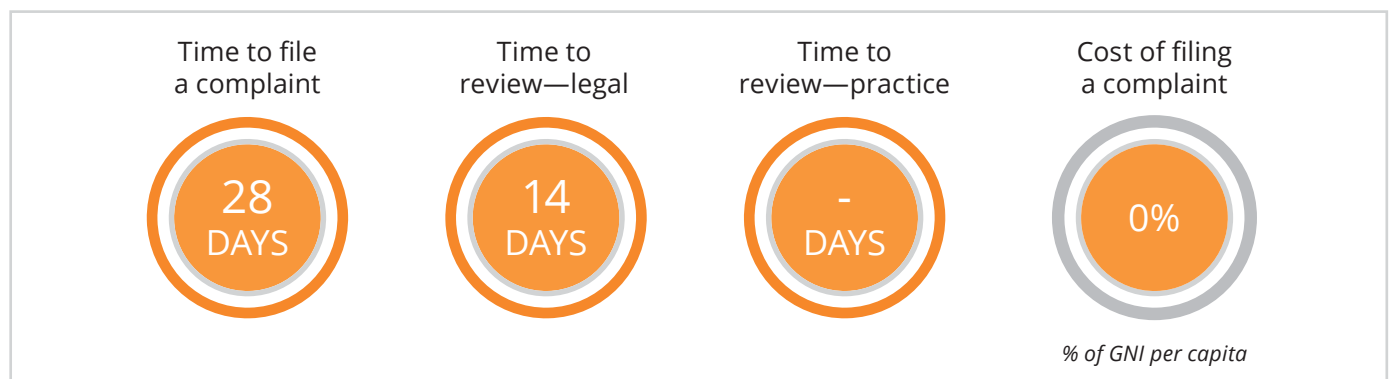 Time to file
a complaint
28
DAYS
Time to
review—legal
14
DAYS
Time to
review—practice
-
DAYS
Cost of filing
a complaint
0%
% of GNI per capita